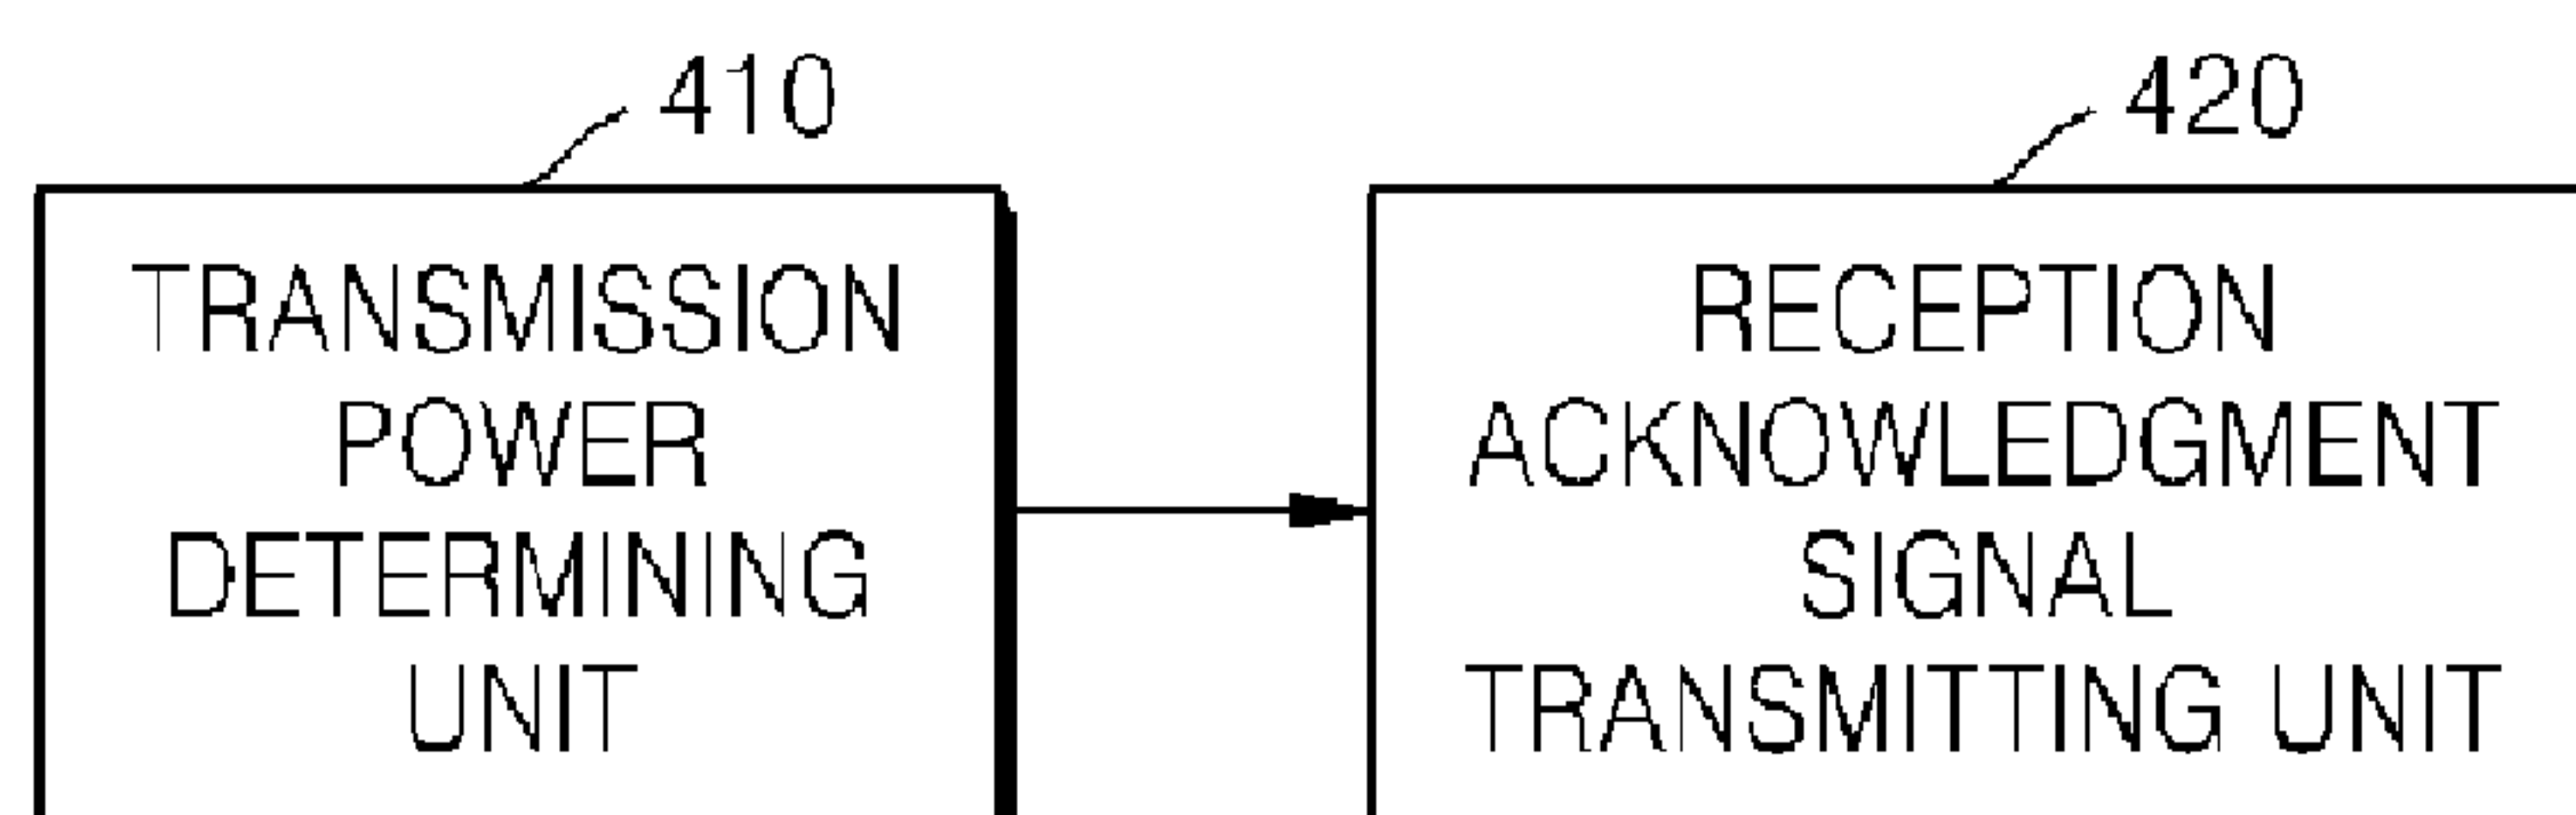 410
TRANSMISSION
POWER
DETERMINING
UNIT
420
RECEPTION
ACKNOWLEDGMENT
SIGNAL
TRANSMITTING UNIT